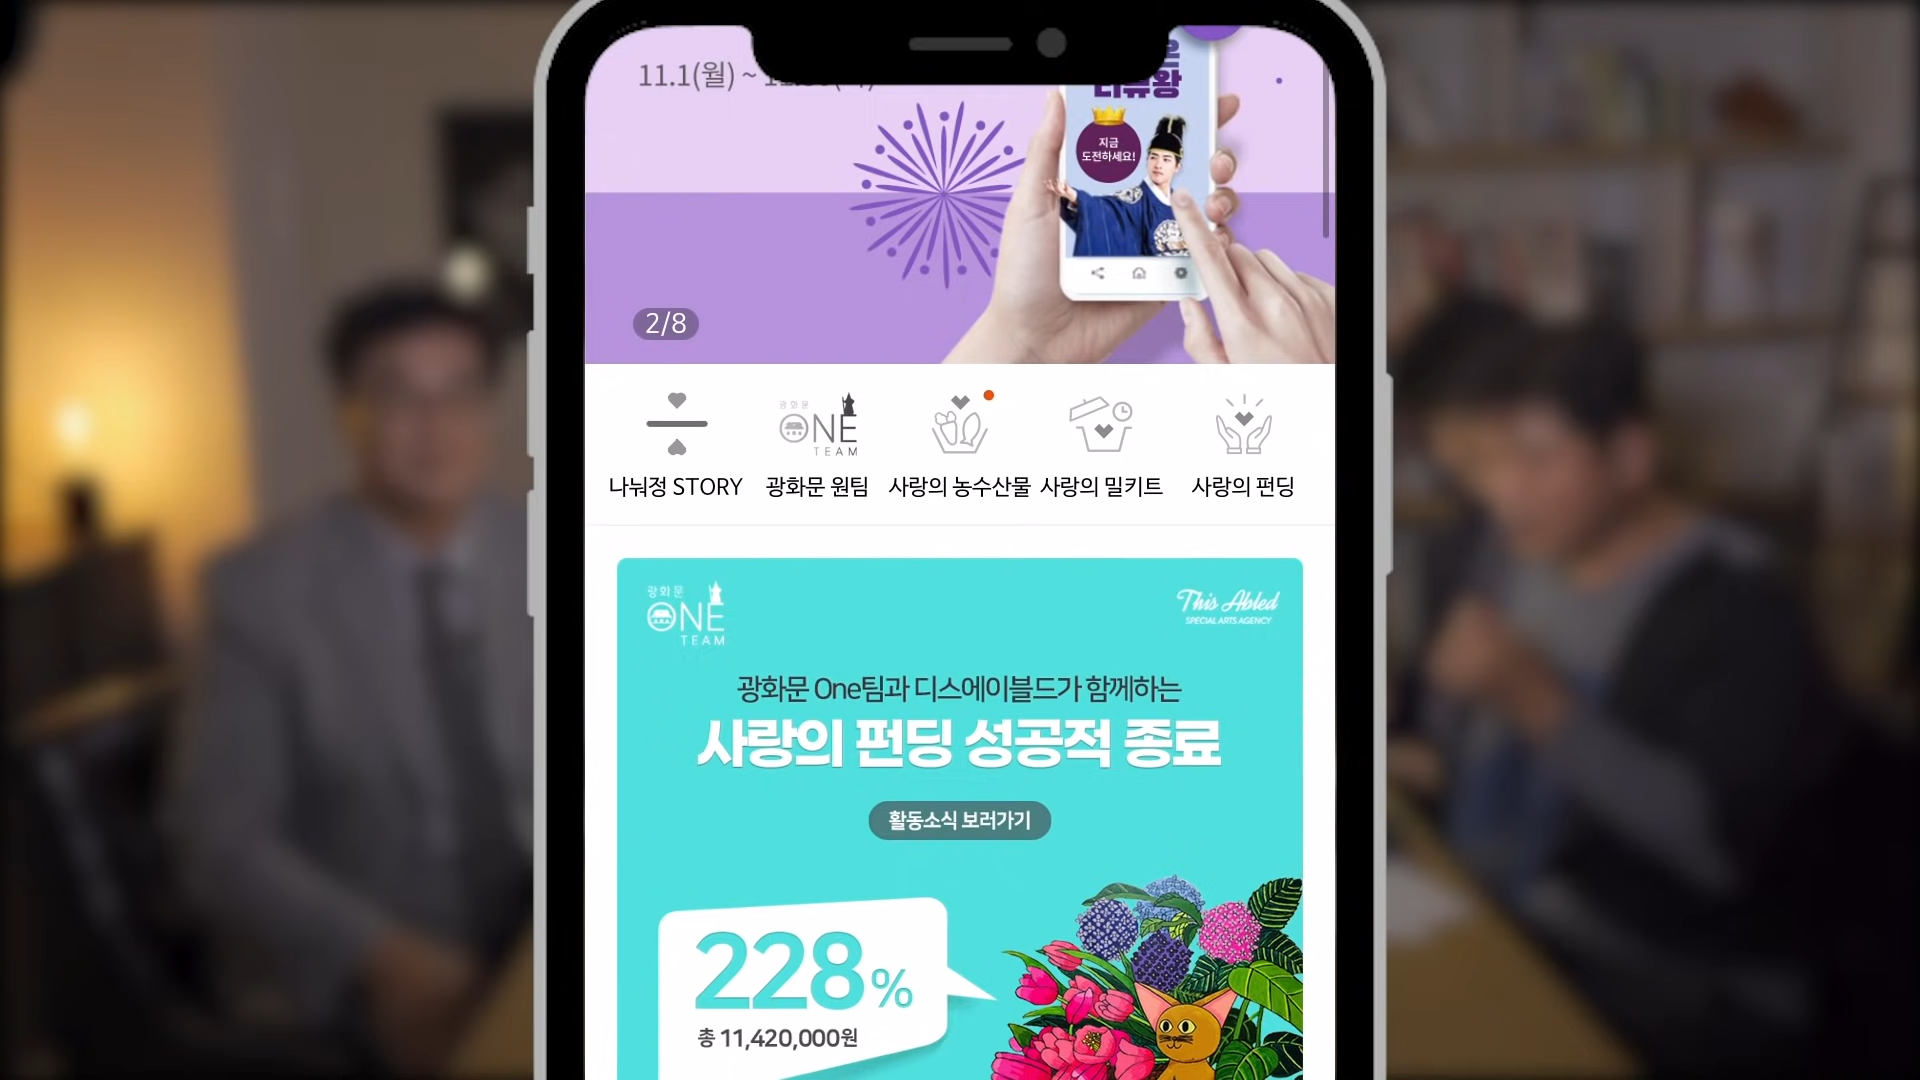 11.1(월) ~
지금
도전하세요!
2/8
광화문
ONE
TEAM
나눠정 STORY
광화문 원팀
사랑의 농수산물
사랑의 밀키트
사랑의 펀딩
광화문
ONE
TEAM
This Abled
SPECIAL ARTS AGENCY
광화문 One팀과 디스에이블드가 함께하는
사랑의 펀딩 성공적 종료
활동소식 보러가기
228%
총 11,420,000원